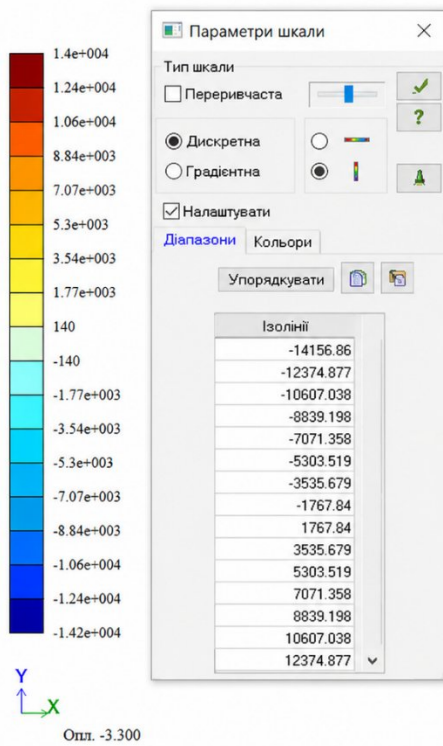 1.4e+004
1.24e+004
1.06e+004
8.84e+003
7.07e+003
5.3e+003
3.54e+003
1.77e+003
140
-140
-1.77e+003
-3.54e+003
-5.3e+003
-7.07e+003
-8.84e+003
-1.06e+004
-1.24e+004
-1.42e+004
Y
X
Опл. -3.300
Параметри шкали
Тип шкали
Переривчаста
?
Дискретна
Градієнтна
Налаштувати
Діапазони Кольори
Упорядкувати
Ізолінії
-14156.86
-12374.877
-10607.038
-8839.198
-7071.358
-5303.519
-3535.679
-1767.84
1767.84
3535.679
5303.519
7071.358
8839.198
10607.038
12374.877